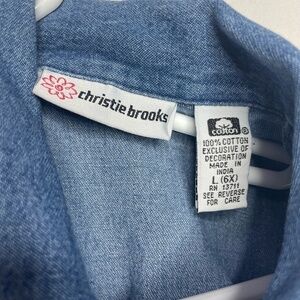 christie brooks
COTTON ®
100% COTTON
EXCLUSIVE OF
DECORATION
MADE IN
INDIA
L (6X)
RN 13711
SEE REVERSE
FOR CARE